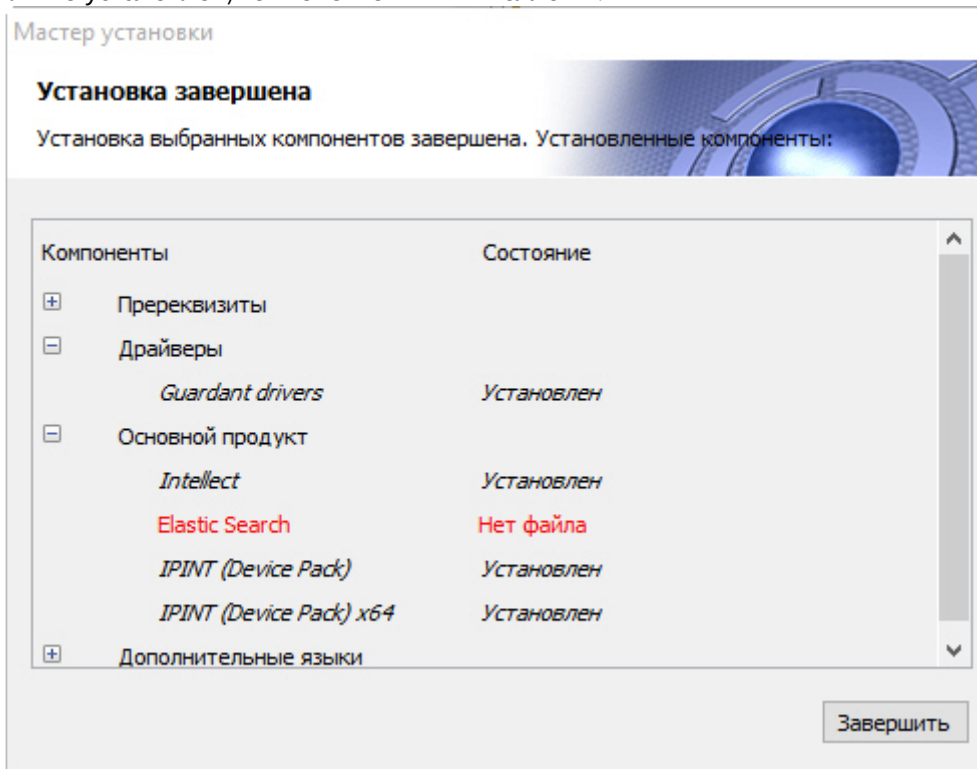 Мастер установки
Установка завершена
Установка выбранных компонентов завершена. Установленные компоненты:
Компоненты Состояние
Пререквизиты
Драйверы
Guardant drivers Установлен
Основной продукт
Intellect Установлен
Elastic Search Нет файла
IPINT (Device Pack) Установлен
IPINT (Device Pack) x64 Установлен
Дополнительные языки
Завершить